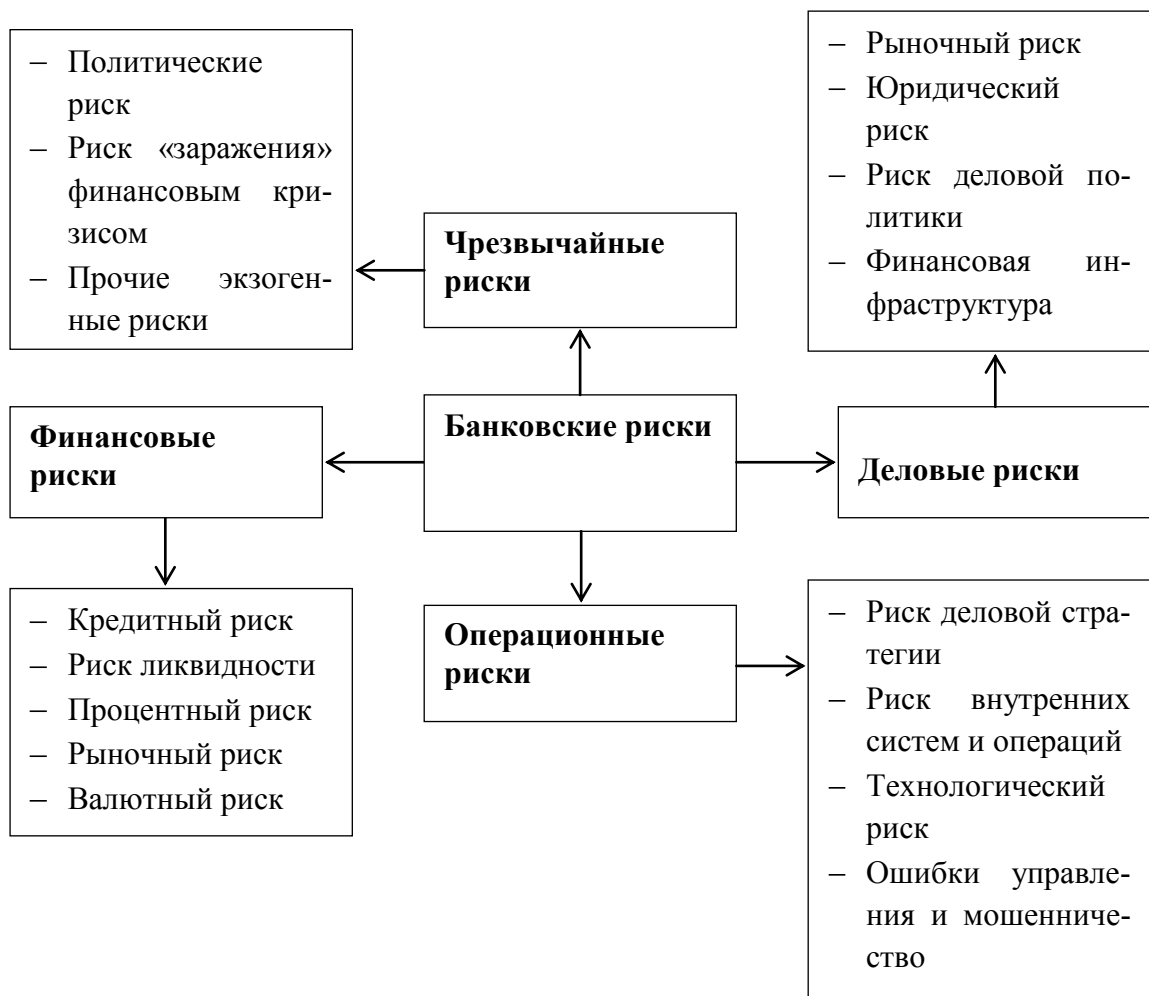 – Политические
риск
– Риск «заражения»
финансовым кри-
зисом
– Прочие экзоген-
ные риски
– Рыночный риск
– Юридический
риск
– Риск деловой по-
литики
– Финансовая ин-
фраструктура
Чрезвычайные
риски
Финансовые
риски
Банковские риски
Деловые риски
– Кредитный риск
– Риск ликвидности
– Процентный риск
– Рыночный риск
– Валютный риск
Операционные
риски
– Риск деловой стра-
тегии
– Риск внутренних
систем и операций
– Технологический
риск
– Ошибки управле-
ния и мошенниче-
ство